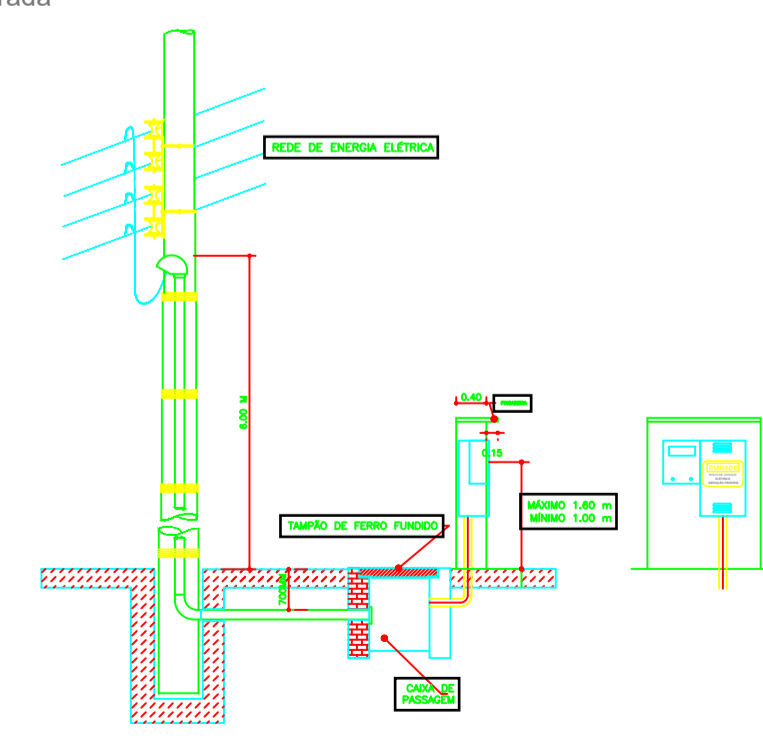 REDE DE ENERGIA ELÉTRICA
6.00 M
0.40
0.15
MÁXIMO 1.60 m
MÍNIMO 1.00 m
TAMPÃO DE FERRO FUNDIDO
700MM
CAIXA DE
PASSAGEM